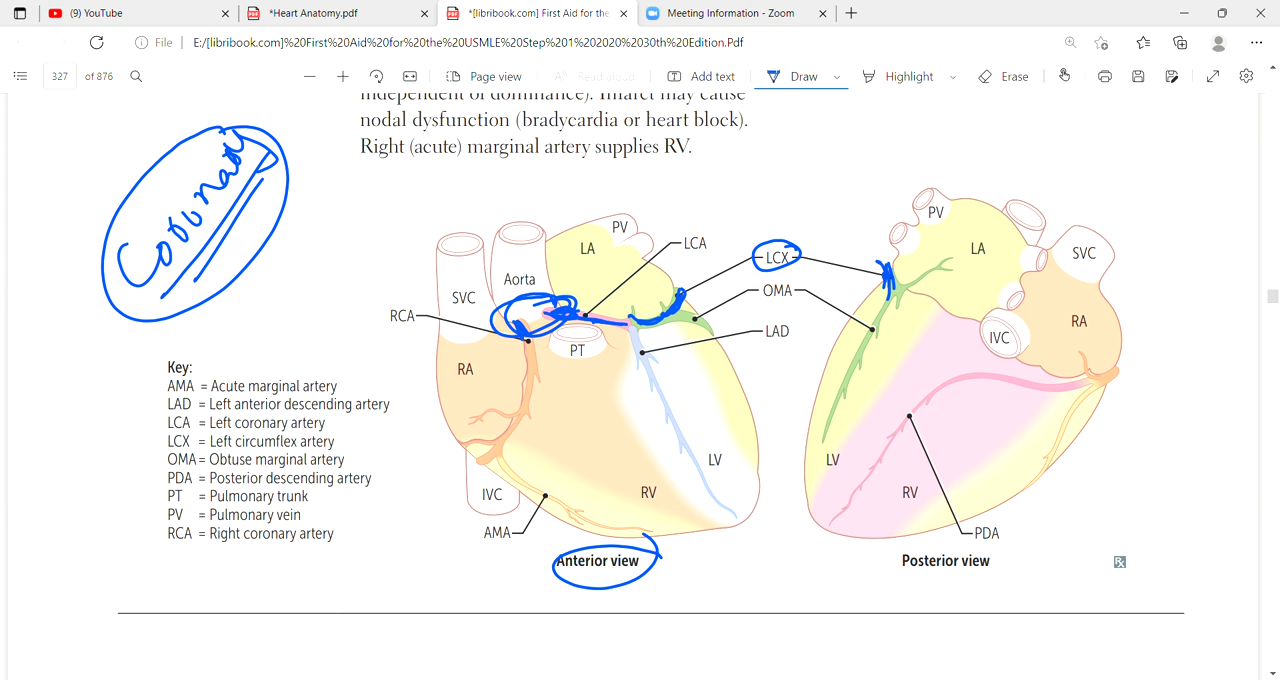 (9) YouTube
*Heart Anatomy.pdf
*[libribook.com] First Aid for the
Meeting Information - Zoom
File
E:/[libribook.com]%20First%20Aid%20for%20the%20USMLE%20Step%201%202020%2030th%20Edition.Pdf
327 of 876
Page view
Read aloud
Add text
Draw
Highlight
Erase
independent of dominance). Infarct may cause
nodal dysfunction (bradycardia or heart block).
Right (acute) marginal artery supplies RV.
Coronary
PV
LA
LCA
Aorta
SVC
RCA
PT
RA
LCX
OMA
LAD
LV
RV
IVC
AMA
Anterior view
PV
LA
SVC
IVC
RA
LV
RV
PDA
Posterior view
Key:
AMA = Acute marginal artery
LAD = Left anterior descending artery
LCA = Left coronary artery
LCX = Left circumflex artery
OMA = Obtuse marginal artery
PDA = Posterior descending artery
PT = Pulmonary trunk
PV = Pulmonary vein
RCA = Right coronary artery